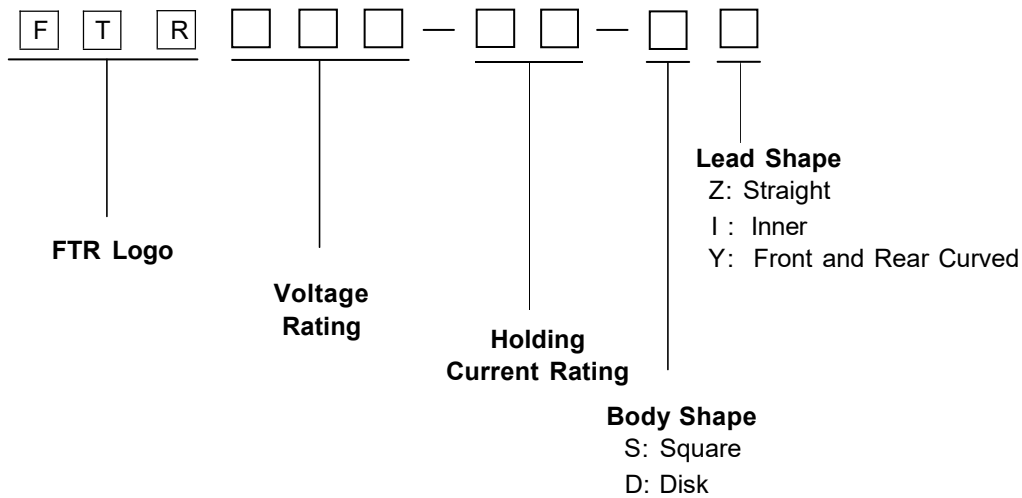 F T R — —
Lead Shape
Z: Straight
I : Inner
Y: Front and Rear Curved
FTR Logo
Voltage
Rating
Holding
Current Rating
Body Shape
S: Square
D: Disk